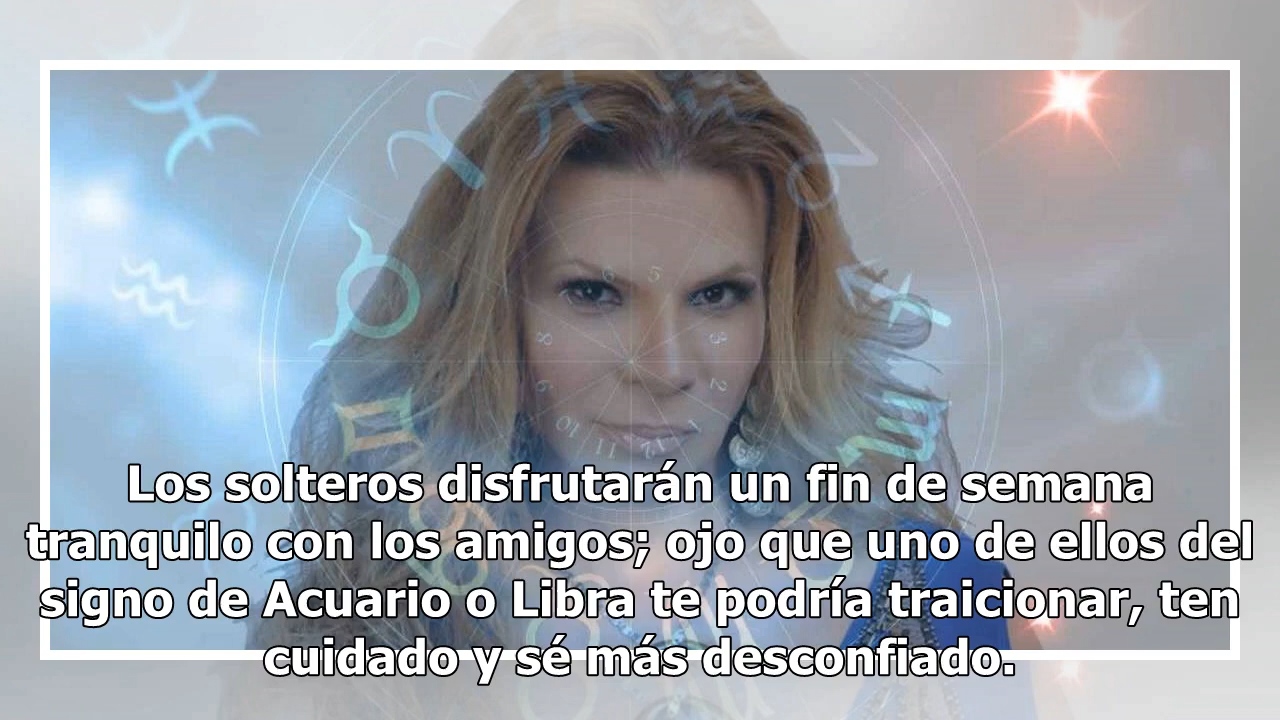 Los solteros disfrutarán un fin de semana
tranquilo con los amigos; ojo que uno de ellos del
signo de Acuario o Libra te podría traicionar, ten
cuidado y sé más desconfiado.